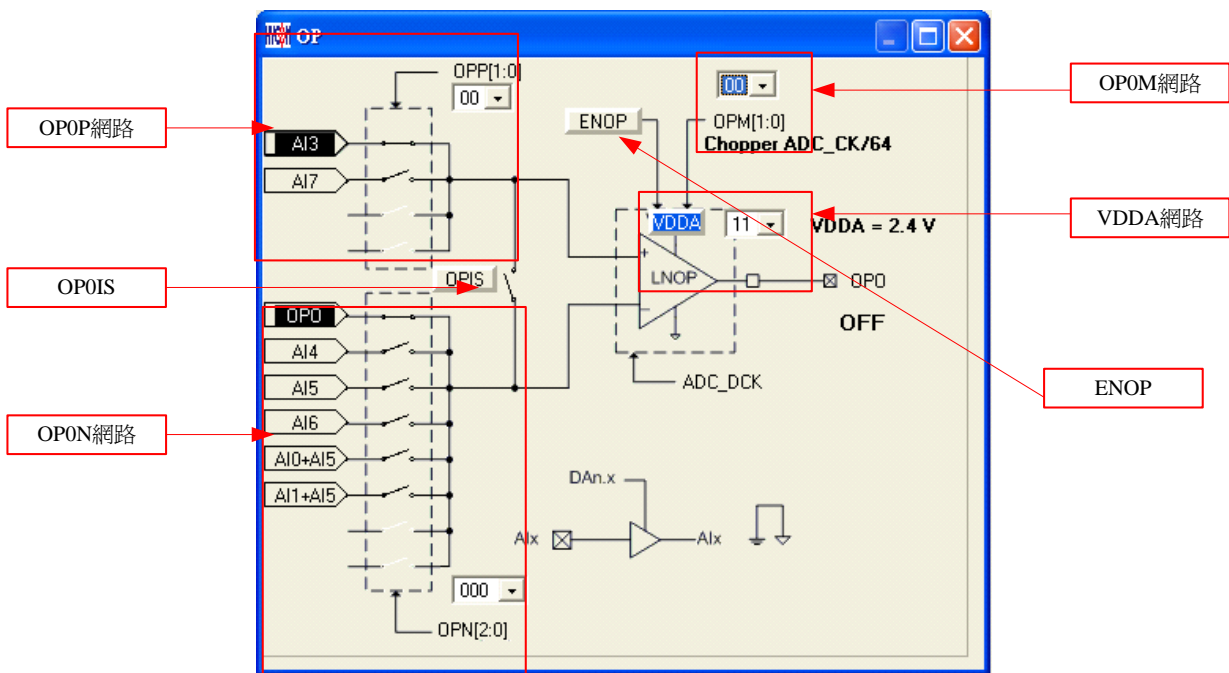 OP
OPP[1:0]
00
00
OP0M網路
ENOP
OPM[1:0]
Chopper ADC_CK/64
OP0P網路
AI3
AI7
VDDA
11
VDDA = 2.4 V
VDDA網路
OP0IS
OPIS
+
LNOP
-
OPO
OFF
OPO
AI4
AI5
AI6
AI0+AI5
AI1+AI5
ADC_DCK
ENOP
OP0N網路
DAn.x
AIx
AIx
000
OPN[2:0]